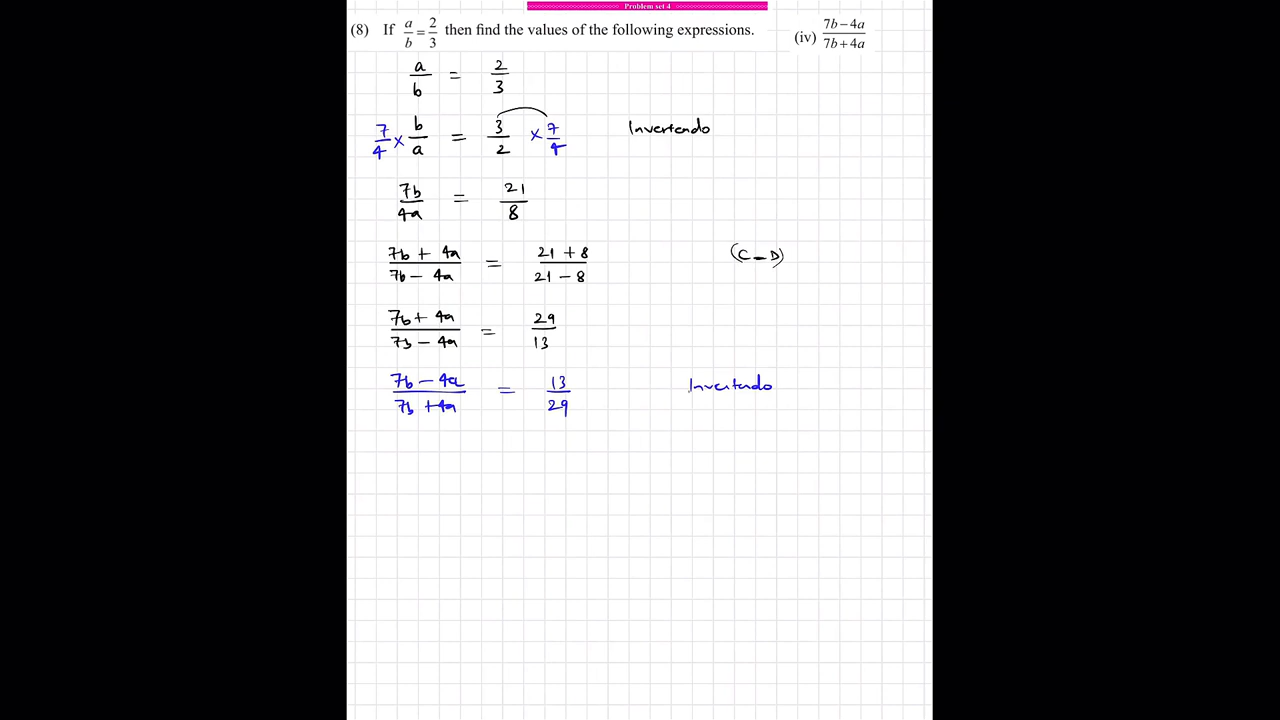 Problem set 4
(8) If a/b = 2/3 then find the values of the following expressions. (iv) 7b − 4a / 7b + 4a
a/b = 2/3
7/4 × b/a = 3/2 × 7/4 Invertendo
7b/4a = 21/8
7b + 4a / 7b − 4a = 21 + 8 / 21 − 8 (C − D)
7b + 4a / 7b − 4a = 29/13
7b − 4a / 7b + 4a = 13/29 Invertendo